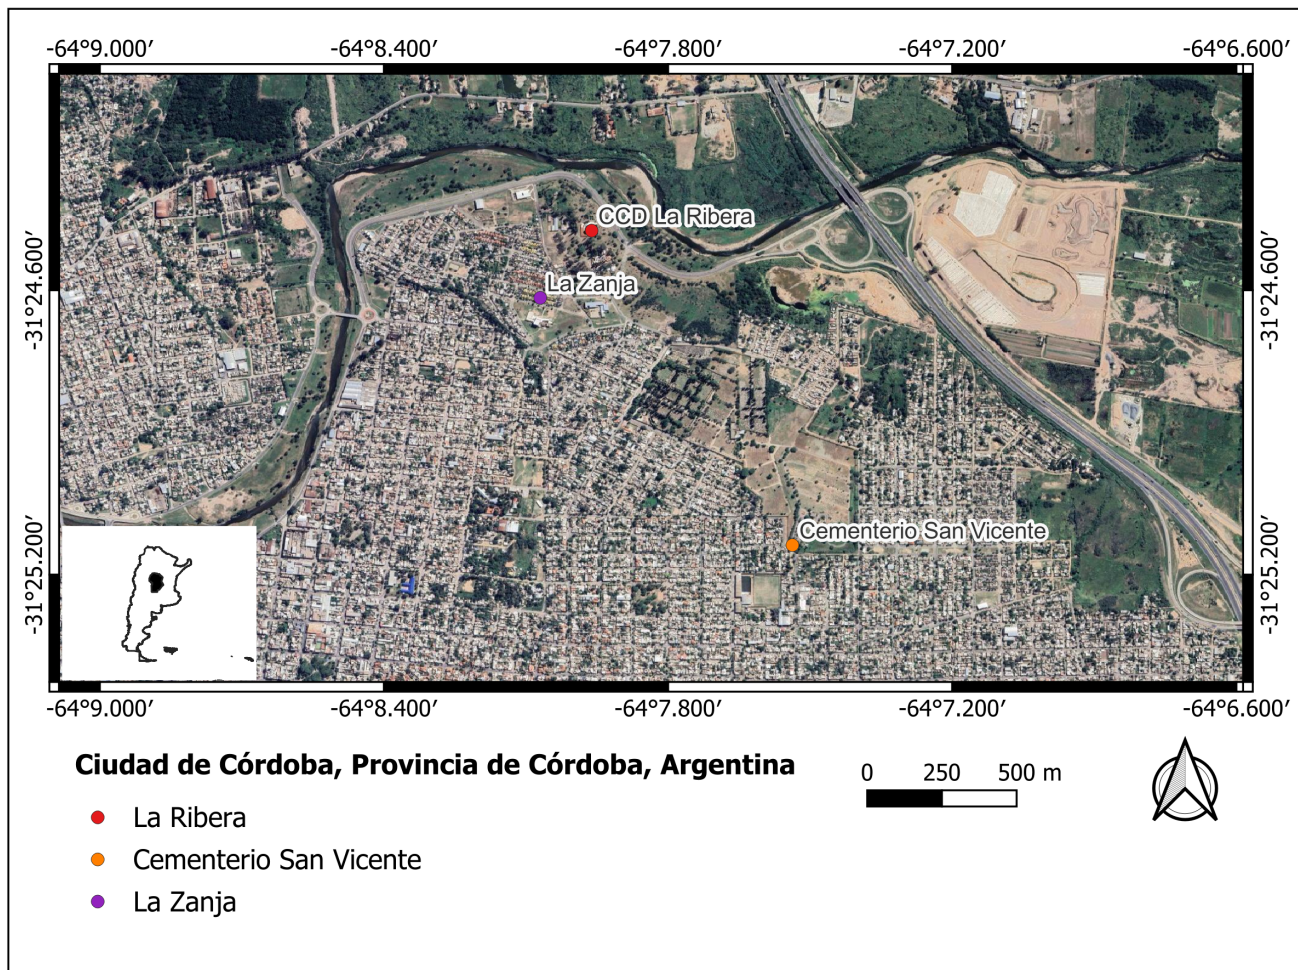 -64°9.000′ -64°8.400′ -64°7.800′ -64°7.200′ -64°6.600′
CCD La Ribera
-31°24.600′
-31°24.600′
La Zanja
Cementerio San Vicente
-31°25.200′
-31°25.200′
-64°9.000′ -64°8.400′ -64°7.800′ -64°7.200′ -64°6.600′
Ciudad de Córdoba, Provincia de Córdoba, Argentina
0 250 500 m
La Ribera
Cementerio San Vicente
La Zanja